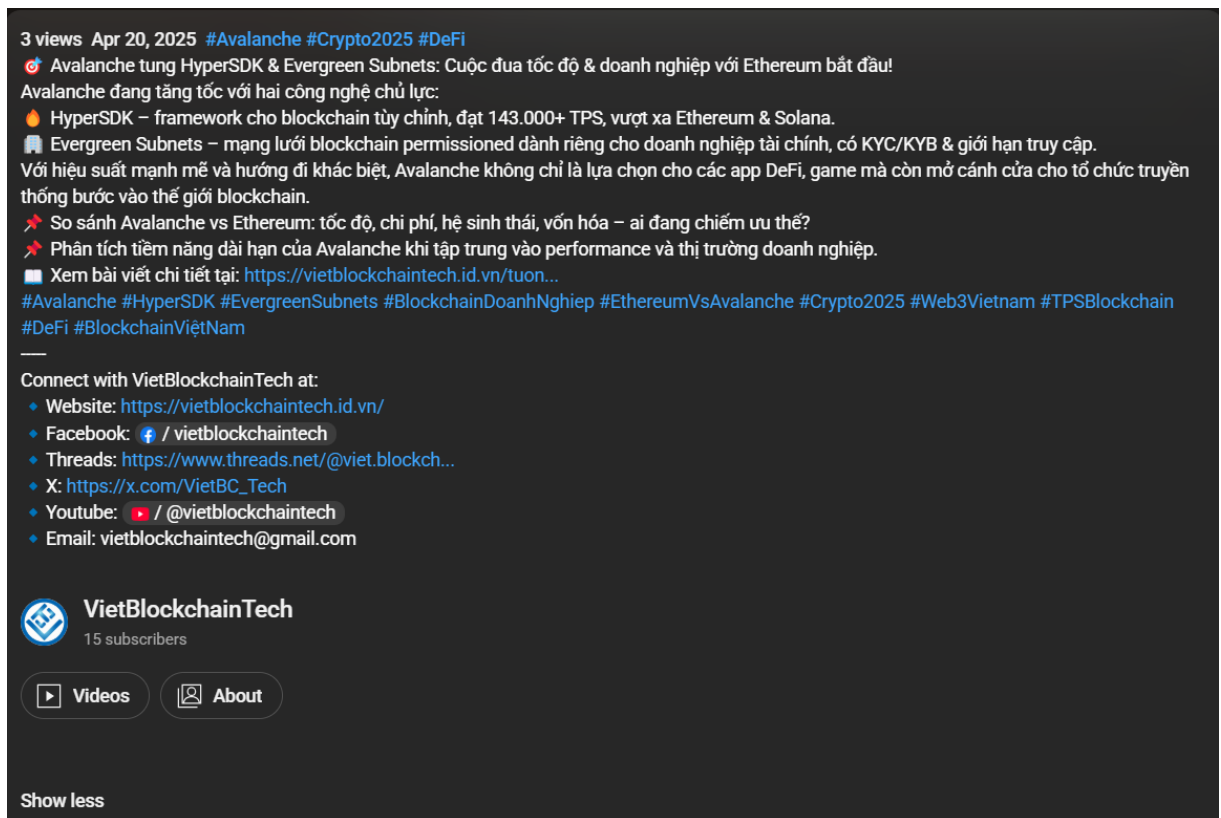 3 views Apr 20, 2025 #Avalanche #Crypto2025 #DeFi
🎯 Avalanche tung HyperSDK & Evergreen Subnets: Cuộc đua tốc độ & doanh nghiệp với Ethereum bắt đầu!
Avalanche đang tăng tốc với hai công nghệ chủ lực:
🔥 HyperSDK – framework cho blockchain tùy chỉnh, đạt 143.000+ TPS, vượt xa Ethereum & Solana.
🏢 Evergreen Subnets – mạng lưới blockchain permissioned dành riêng cho doanh nghiệp tài chính, có KYC/KYB & giới hạn truy cập.
Với hiệu suất mạnh mẽ và hướng đi khác biệt, Avalanche không chỉ là lựa chọn cho các app DeFi, game mà còn mở cánh cửa cho tổ chức truyền
thống bước vào thế giới blockchain.
📌 So sánh Avalanche vs Ethereum: tốc độ, chi phí, hệ sinh thái, vốn hóa – ai đang chiếm ưu thế?
📌 Phân tích tiềm năng dài hạn của Avalanche khi tập trung vào performance và thị trường doanh nghiệp.
📖 Xem bài viết chi tiết tại: https://vietblockchaintech.id.vn/tuon...
#Avalanche #HyperSDK #EvergreenSubnets #BlockchainDoanhNghiep #EthereumVsAvalanche #Crypto2025 #Web3Vietnam #TPSBlockchain
#DeFi #BlockchainViệtNam
-----
Connect with VietBlockchainTech at:
🔹 Website: https://vietblockchaintech.id.vn/
🔹 Facebook: / vietblockchaintech
🔹 Threads: https://www.threads.net/@viet.blockch...
🔹 X: https://x.com/VietBC_Tech
🔹 Youtube: / @vietblockchaintech
🔹 Email: vietblockchaintech@gmail.com
VietBlockchainTech
15 subscribers
Videos About
Show less